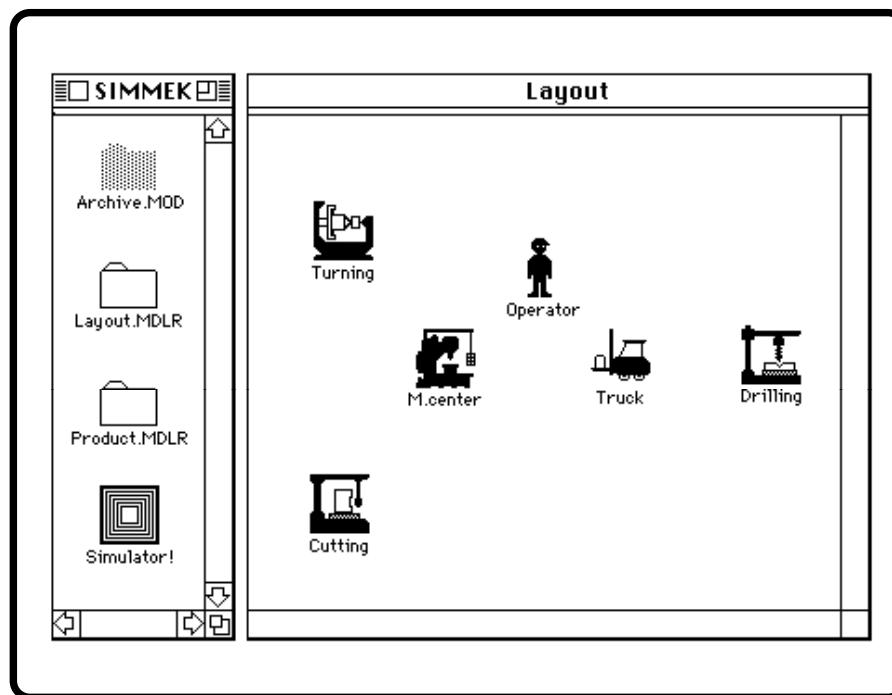 SIMMEK
Archive.MOD
Layout.MDLR
Product.MDLR
Simulator!
Layout
Turning
Operator
M.center
Truck
Drilling
Cutting